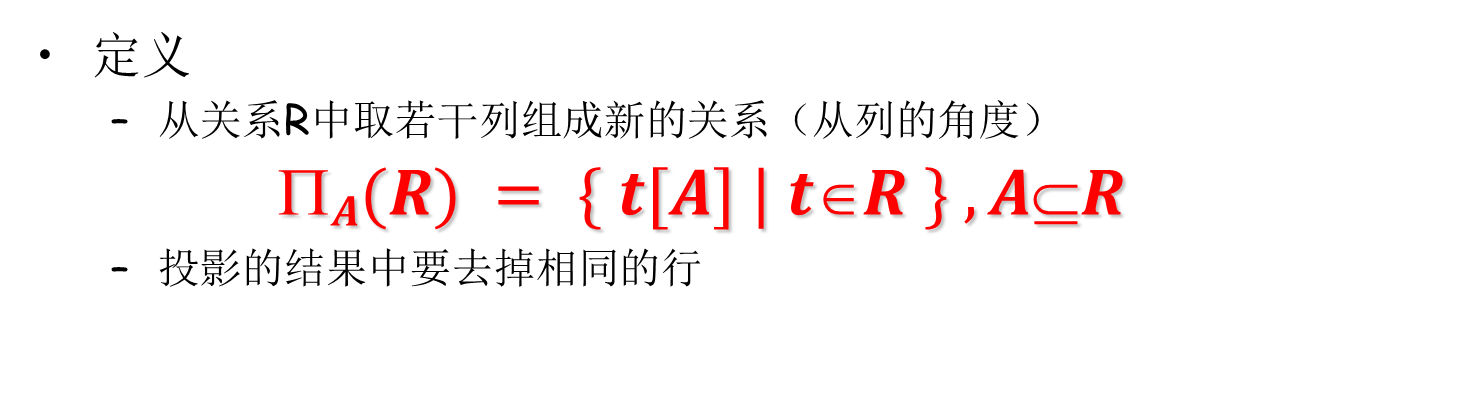 • 定义
– 从关系R中取若干列组成新的关系（从列的角度）
∏A(R) = { t[A] | t∈R } , A⊆R
– 投影的结果中要去掉相同的行